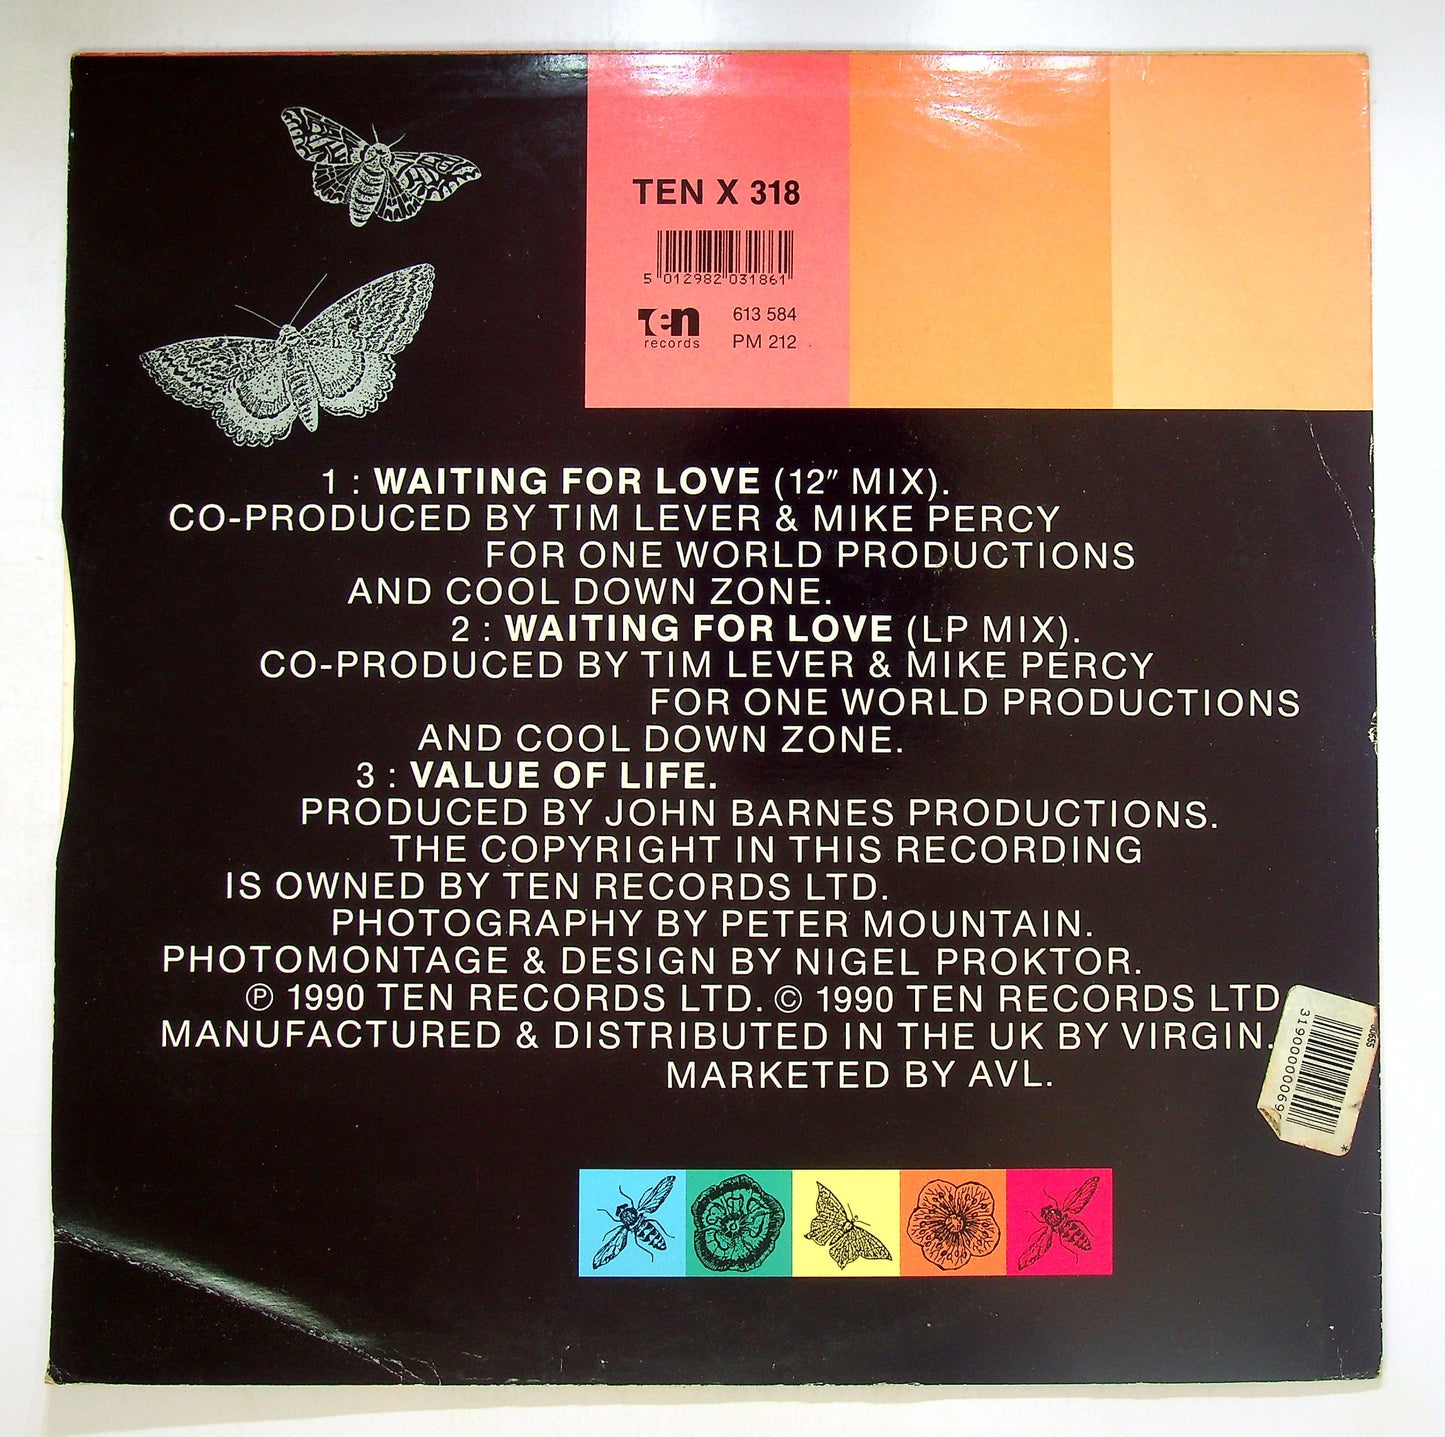 TEN X 318
5 012982 031861
Ten
records
613 584
PM 212
1 : WAITING FOR LOVE (12" MIX).
CO-PRODUCED BY TIM LEVER & MIKE PERCY
FOR ONE WORLD PRODUCTIONS
AND COOL DOWN ZONE.
2 : WAITING FOR LOVE (LP MIX).
CO-PRODUCED BY TIM LEVER & MIKE PERCY
FOR ONE WORLD PRODUCTIONS
AND COOL DOWN ZONE.
3 : VALUE OF LIFE.
PRODUCED BY JOHN BARNES PRODUCTIONS.
THE COPYRIGHT IN THIS RECORDING
IS OWNED BY TEN RECORDS LTD.
PHOTOGRAPHY BY PETER MOUNTAIN.
PHOTOMONTAGE & DESIGN BY NIGEL PROKTOR.
℗ 1990 TEN RECORDS LTD. © 1990 TEN RECORDS LTD
MANUFACTURED & DISTRIBUTED IN THE UK BY VIRGIN.
MARKETED BY AVL.